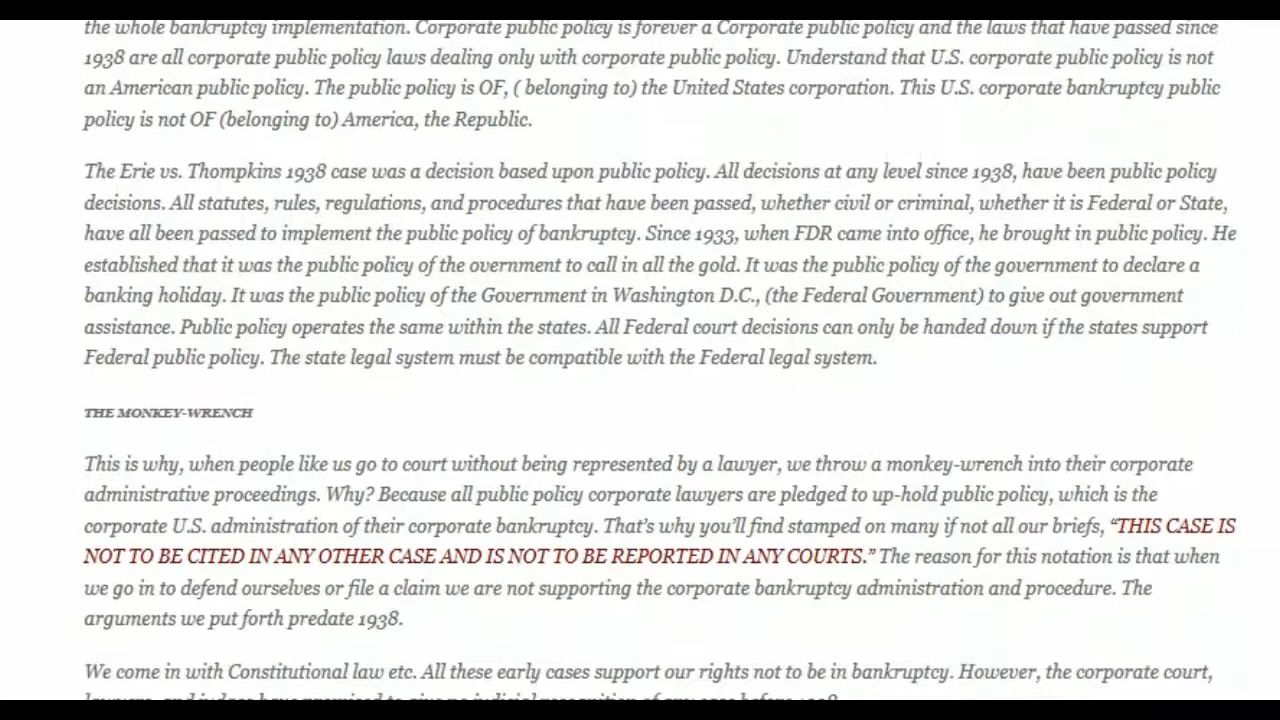 the whole bankruptcy implementation. Corporate public policy is forever a Corporate public policy and the laws that have passed since
1938 are all corporate public policy laws dealing only with corporate public policy. Understand that U.S. corporate public policy is not
an American public policy. The public policy is OF, ( belonging to) the United States corporation. This U.S. corporate bankruptcy public
policy is not OF (belonging to) America, the Republic.
The Erie vs. Thompkins 1938 case was a decision based upon public policy. All decisions at any level since 1938, have been public policy
decisions. All statutes, rules, regulations, and procedures that have been passed, whether civil or criminal, whether it is Federal or State,
have all been passed to implement the public policy of bankruptcy. Since 1933, when FDR came into office, he brought in public policy. He
established that it was the public policy of the overnment to call in all the gold. It was the public policy of the government to declare a
banking holiday. It was the public policy of the Government in Washington D.C., (the Federal Government) to give out government
assistance. Public policy operates the same within the states. All Federal court decisions can only be handed down if the states support
Federal public policy. The state legal system must be compatible with the Federal legal system.
THE MONKEY-WRENCH
This is why, when people like us go to court without being represented by a lawyer, we throw a monkey-wrench into their corporate
administrative proceedings. Why? Because all public policy corporate lawyers are pledged to up-hold public policy, which is the
corporate U.S. administration of their corporate bankruptcy. That's why you'll find stamped on many if not all our briefs, “THIS CASE IS
NOT TO BE CITED IN ANY OTHER CASE AND IS NOT TO BE REPORTED IN ANY COURTS.” The reason for this notation is that when
we go in to defend ourselves or file a claim we are not supporting the corporate bankruptcy administration and procedure. The
arguments we put forth predate 1938.
We come in with Constitutional law etc. All these early cases support our rights not to be in bankruptcy. However, the corporate court,